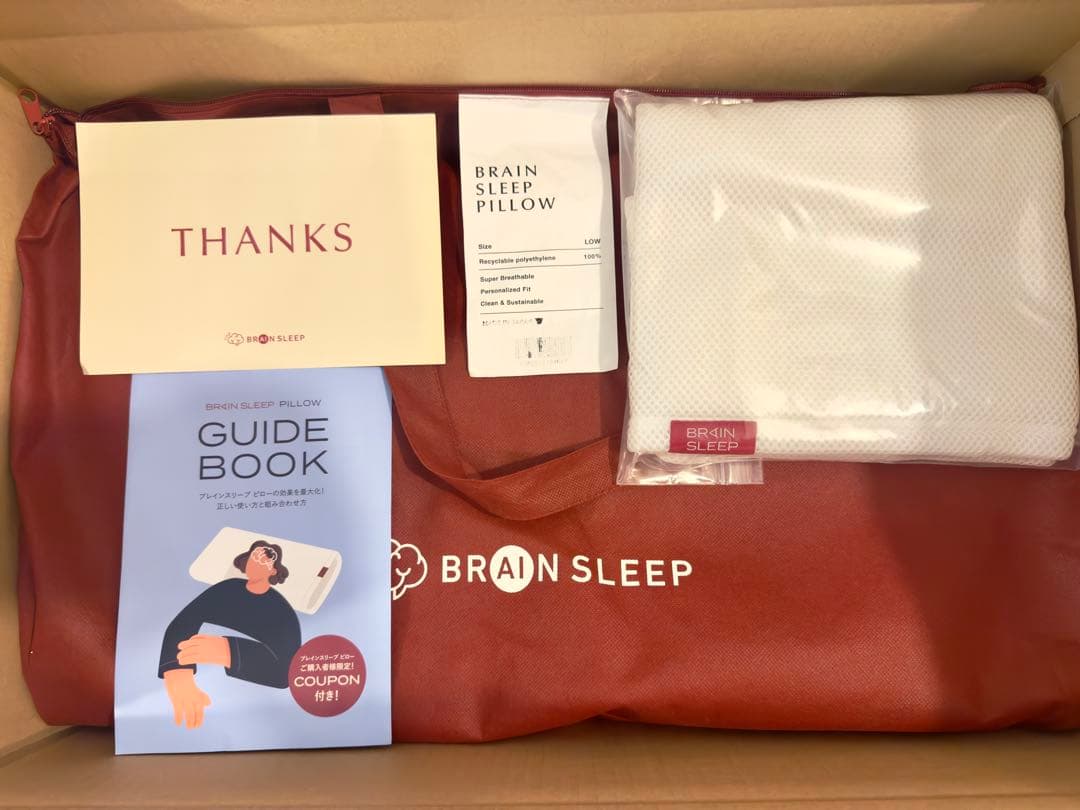 THANKS
BRAIN SLEEP
BRAIN
SLEEP
PILLOW
Size LOW
Recyclable polyethylene 100%
Super Breathable
Personalized Fit
Clean & Sustainable
BRAIN
SLEEP
BRAIN SLEEP PILLOW
GUIDE
BOOK
ブレインスリープ ピローの効果を最大化!
正しい使い方と組み合わせ方
ブレインスリープ ピロー
ご購入者様限定!
COUPON
付き!
BRAIN SLEEP